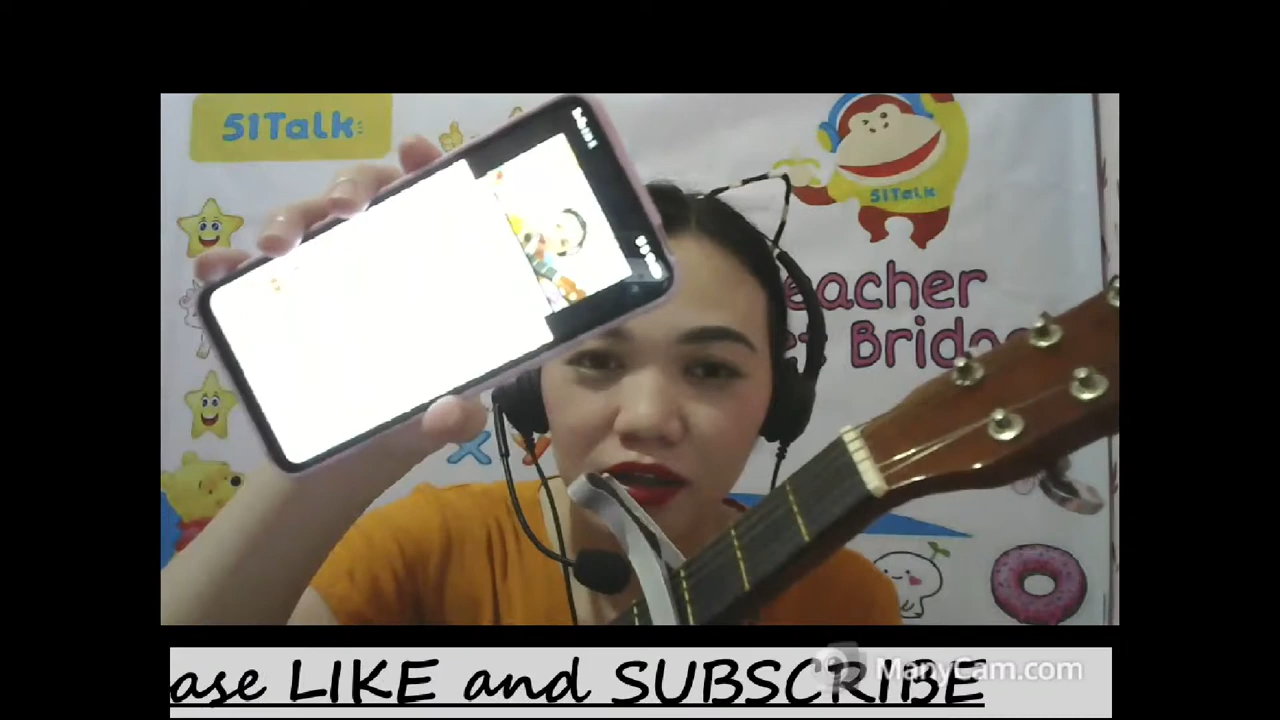 51Talk
51Talk
eacher
Bridg
ase LIKE and SUBSCRIBE
ManyCam.com